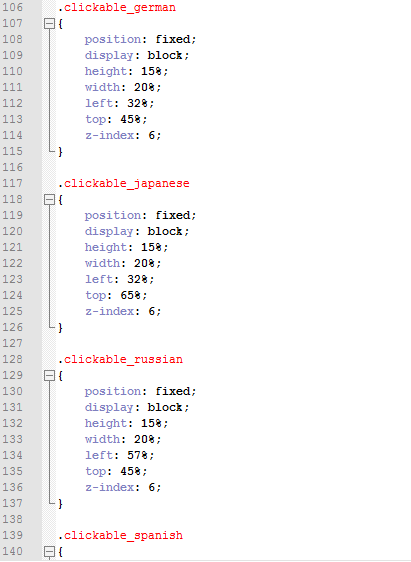 106 .clickable_german
107 {
108 position: fixed;
109 display: block;
110 height: 15%;
111 width: 20%;
112 left: 32%;
113 top: 45%;
114 z-index: 6;
115 }
116
117 .clickable_japanese
118 {
119 position: fixed;
120 display: block;
121 height: 15%;
122 width: 20%;
123 left: 32%;
124 top: 65%;
125 z-index: 6;
126 }
127
128 .clickable_russian
129 {
130 position: fixed;
131 display: block;
132 height: 15%;
133 width: 20%;
134 left: 57%;
135 top: 45%;
136 z-index: 6;
137 }
138
139 .clickable_spanish
140 {